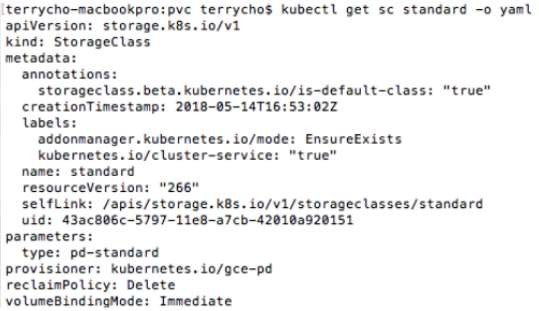 [terrycho-macbookpro:pvc terrycho$ kubectl get sc standard -o yaml
apiVersion: storage.k8s.io/v1
kind: StorageClass
metadata:
  annotations:
    storageclass.beta.kubernetes.io/is-default-class: "true"
  creationTimestamp: 2018-05-14T16:53:02Z
  labels:
    addonmanager.kubernetes.io/mode: EnsureExists
    kubernetes.io/cluster-service: "true"
  name: standard
  resourceVersion: "266"
  selfLink: /apis/storage.k8s.io/v1/storageclasses/standard
  uid: 43ac806c-5797-11e8-a7cb-42010a920151
parameters:
  type: pd-standard
provisioner: kubernetes.io/gce-pd
reclaimPolicy: Delete
volumeBindingMode: Immediate